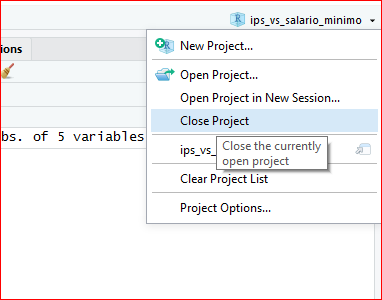 ips_vs_salario_minimo
ions
New Project...
Open Project...
Open Project in New Session...
Close Project
bs. of 5 variables
ips_vs_
Close the currently
open project
Clear Project List
Project Options...